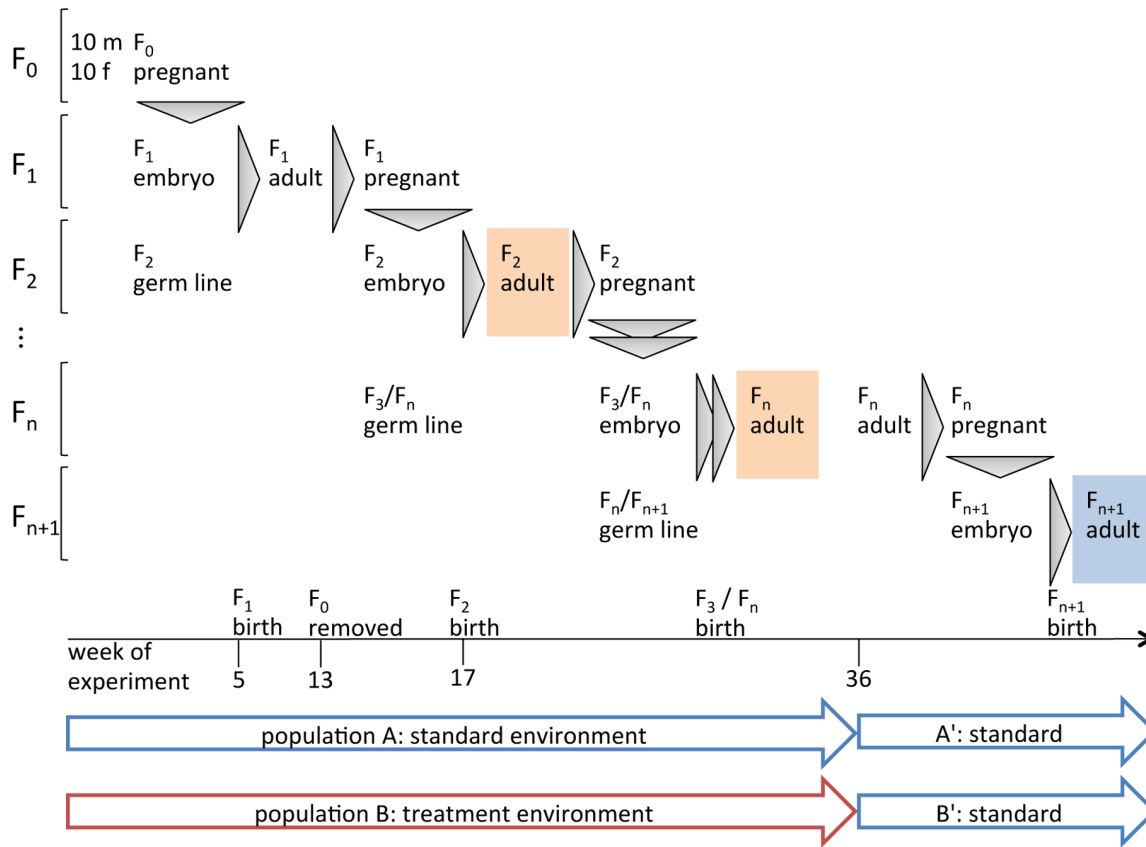 F0
10 m
10 f
F0
pregnant
F1
F1
embryo
F1
adult
F1
pregnant
F2
F2
germ line
F2
embryo
F2
adult
F2
pregnant
...
Fn
F3/Fn
germ line
F3/Fn
embryo
Fn
adult
Fn
adult
Fn
pregnant
Fn+1
Fn/Fn+1
germ line
Fn+1
embryo
Fn+1
adult
F1
birth
F0
removed
F2
birth
F3 / Fn
birth
Fn+1
birth
week of
experiment
5
13
17
36
population A: standard environment
A': standard
population B: treatment environment
B': standard